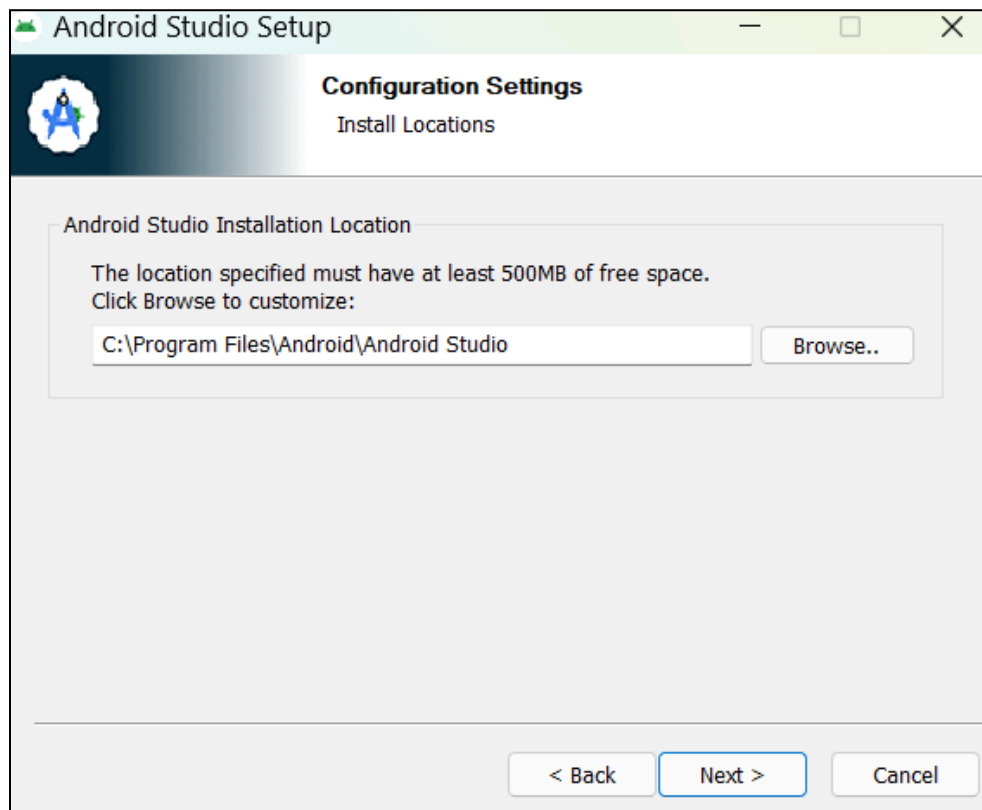 Android Studio Setup
Configuration Settings
Install Locations
Android Studio Installation Location
The location specified must have at least 500MB of free space.
Click Browse to customize:
C:\Program Files\Android\Android Studio
Browse..
< Back
Next >
Cancel